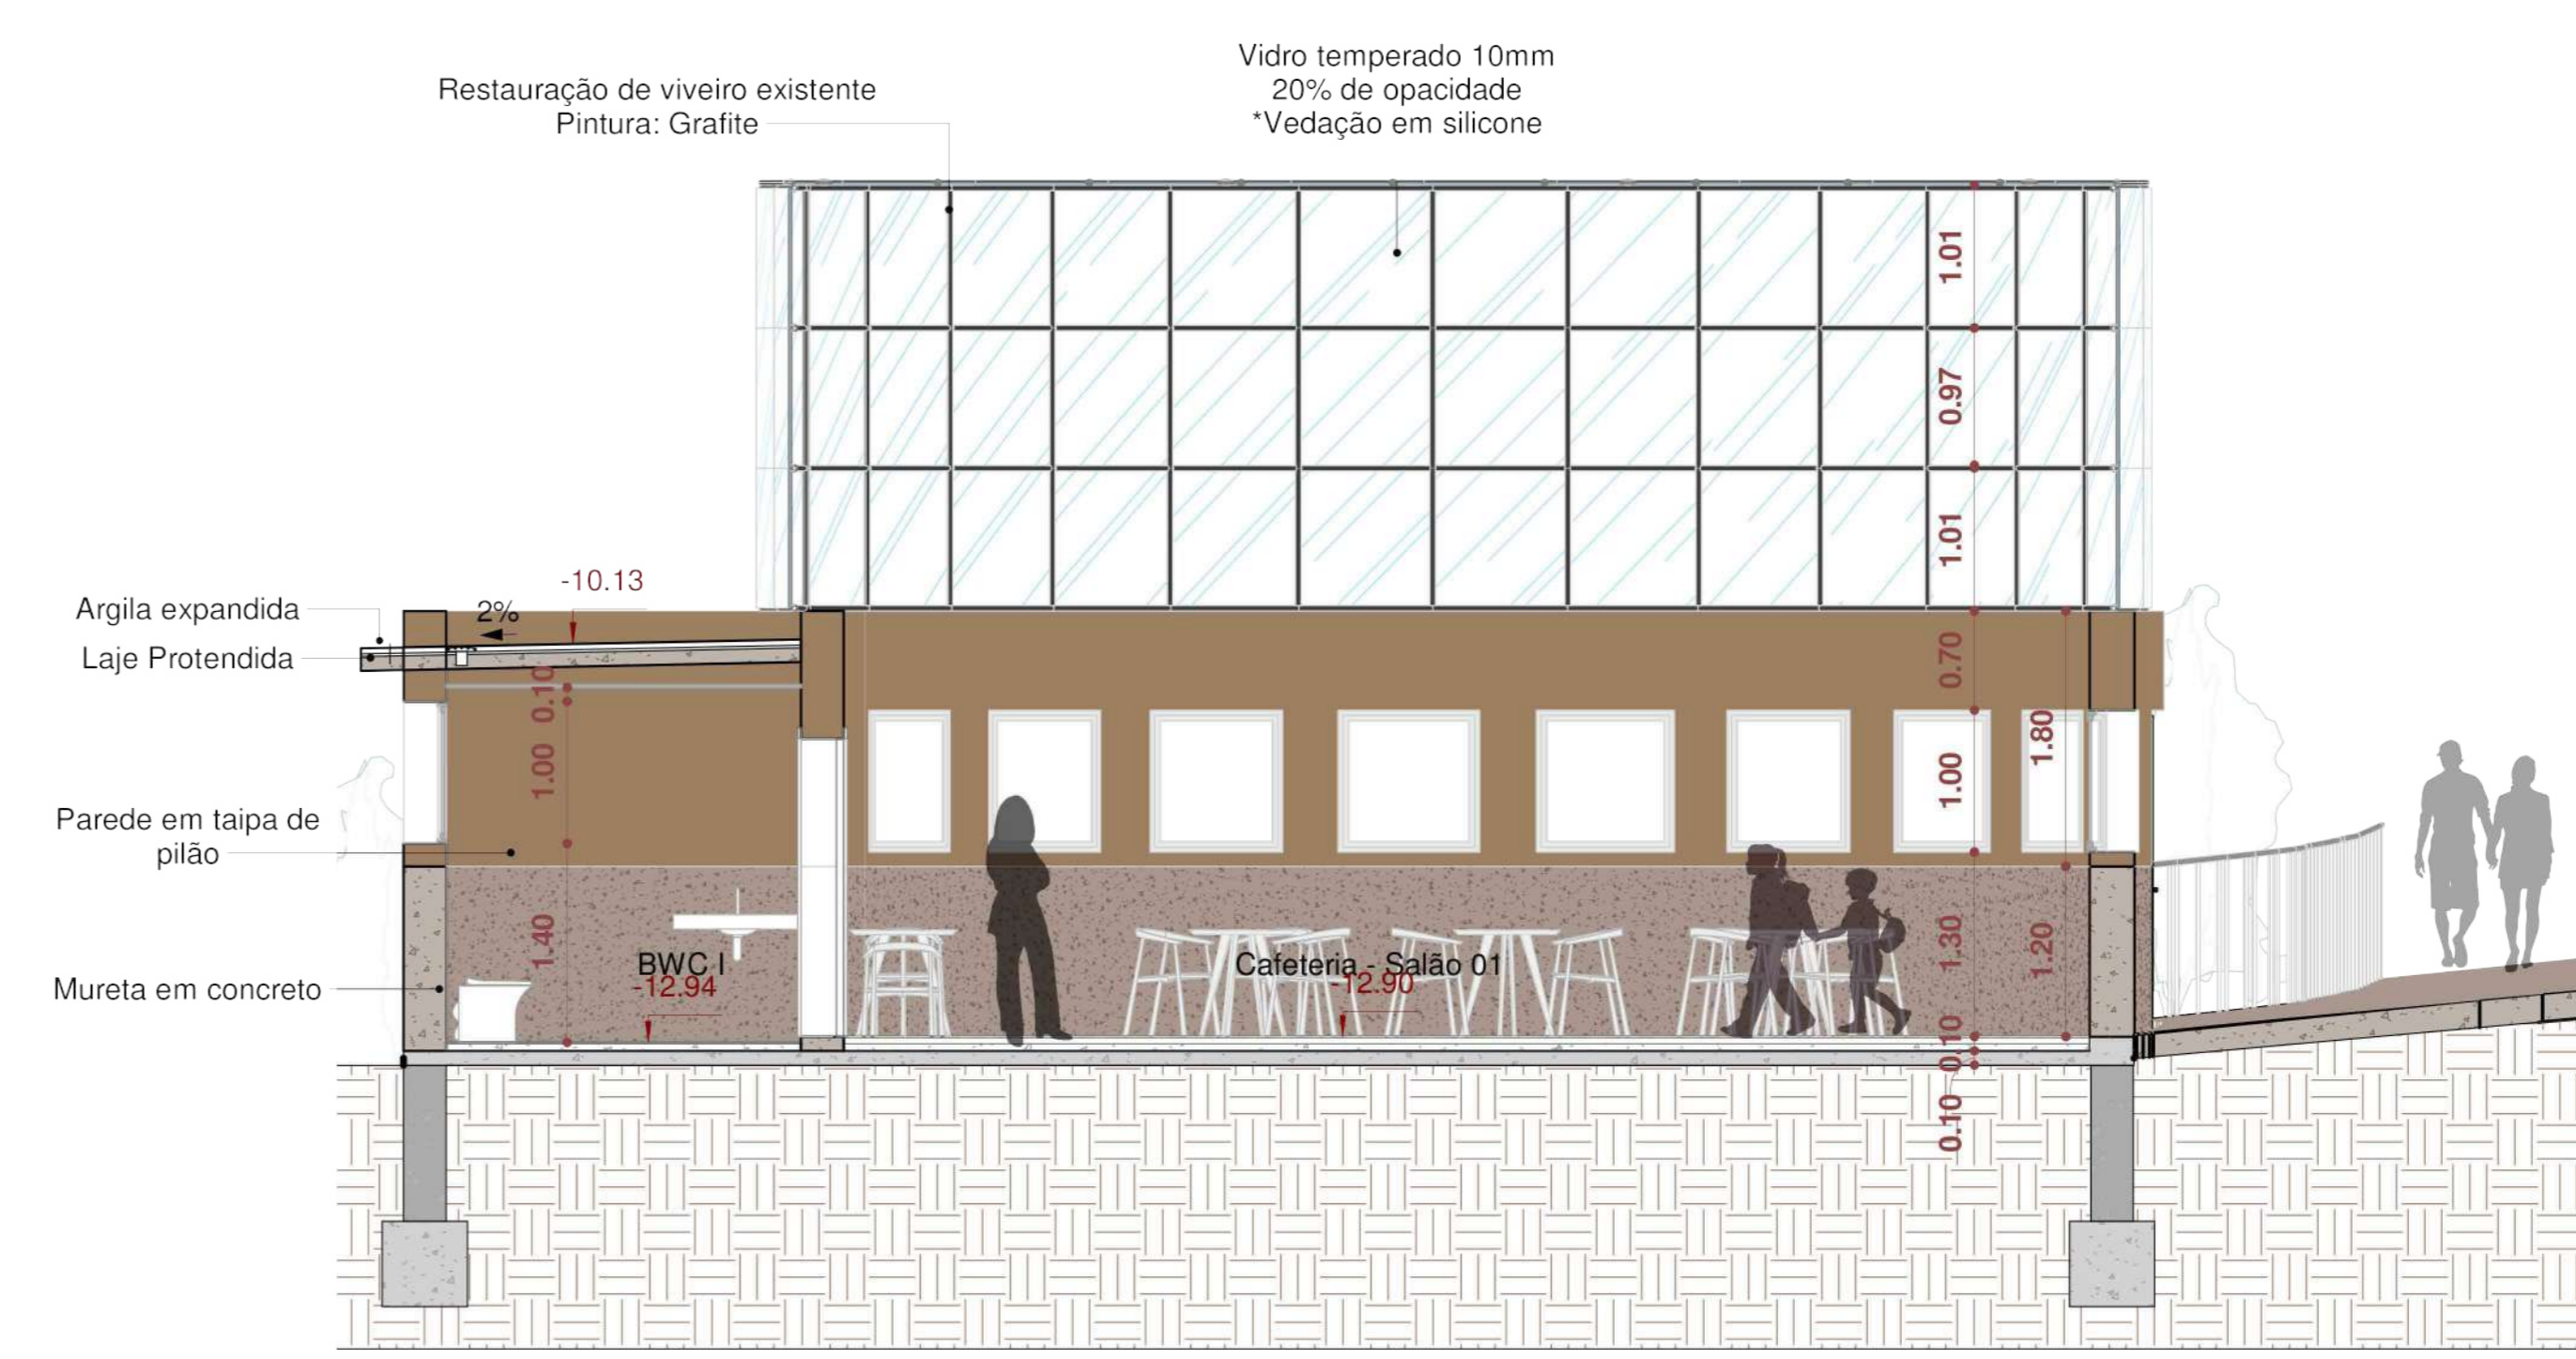 Vidro temperado 10mm
20% de opacidade
*Vedação em silicone
Restauração de viveiro existente
Pintura: Grafite
1.01
0.97
1.01
-10.13
2%
Argila expandida
Laje Protendida
0.10
1.00
1.40
0.70
1.00
1.80
1.30
1.20
0.10
0.10
Parede em taipa de
pilão
Mureta em concreto
BWC I
-12.94
Cafeteria - Salão 01
-12.90